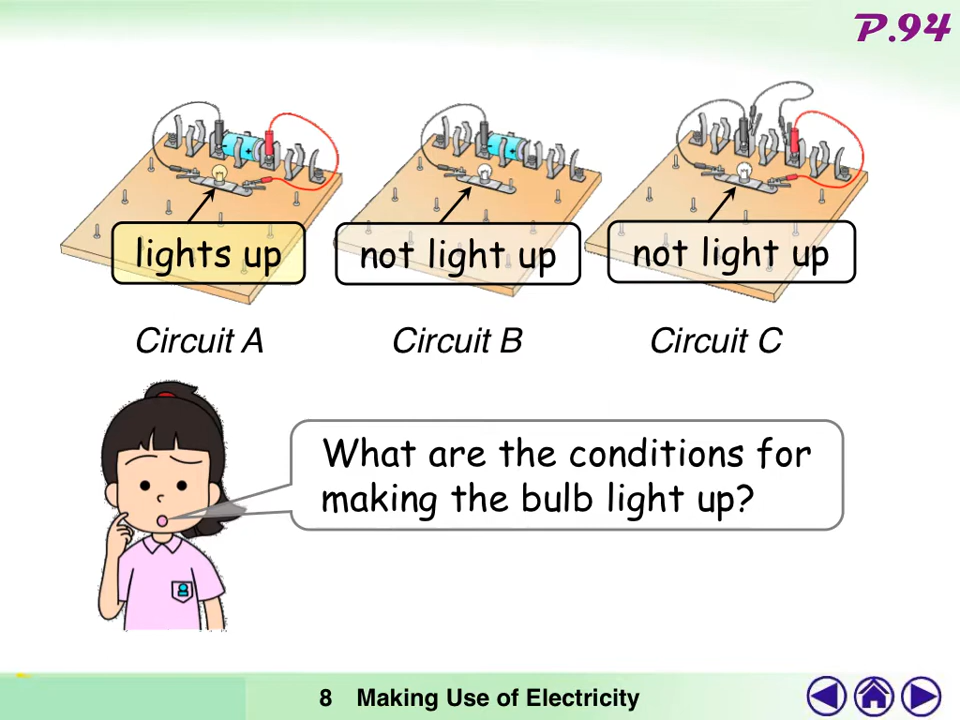 P.94
lights up
not light up
not light up
Circuit A
Circuit B
Circuit C
What are the conditions for
making the bulb light up?
8 Making Use of Electricity